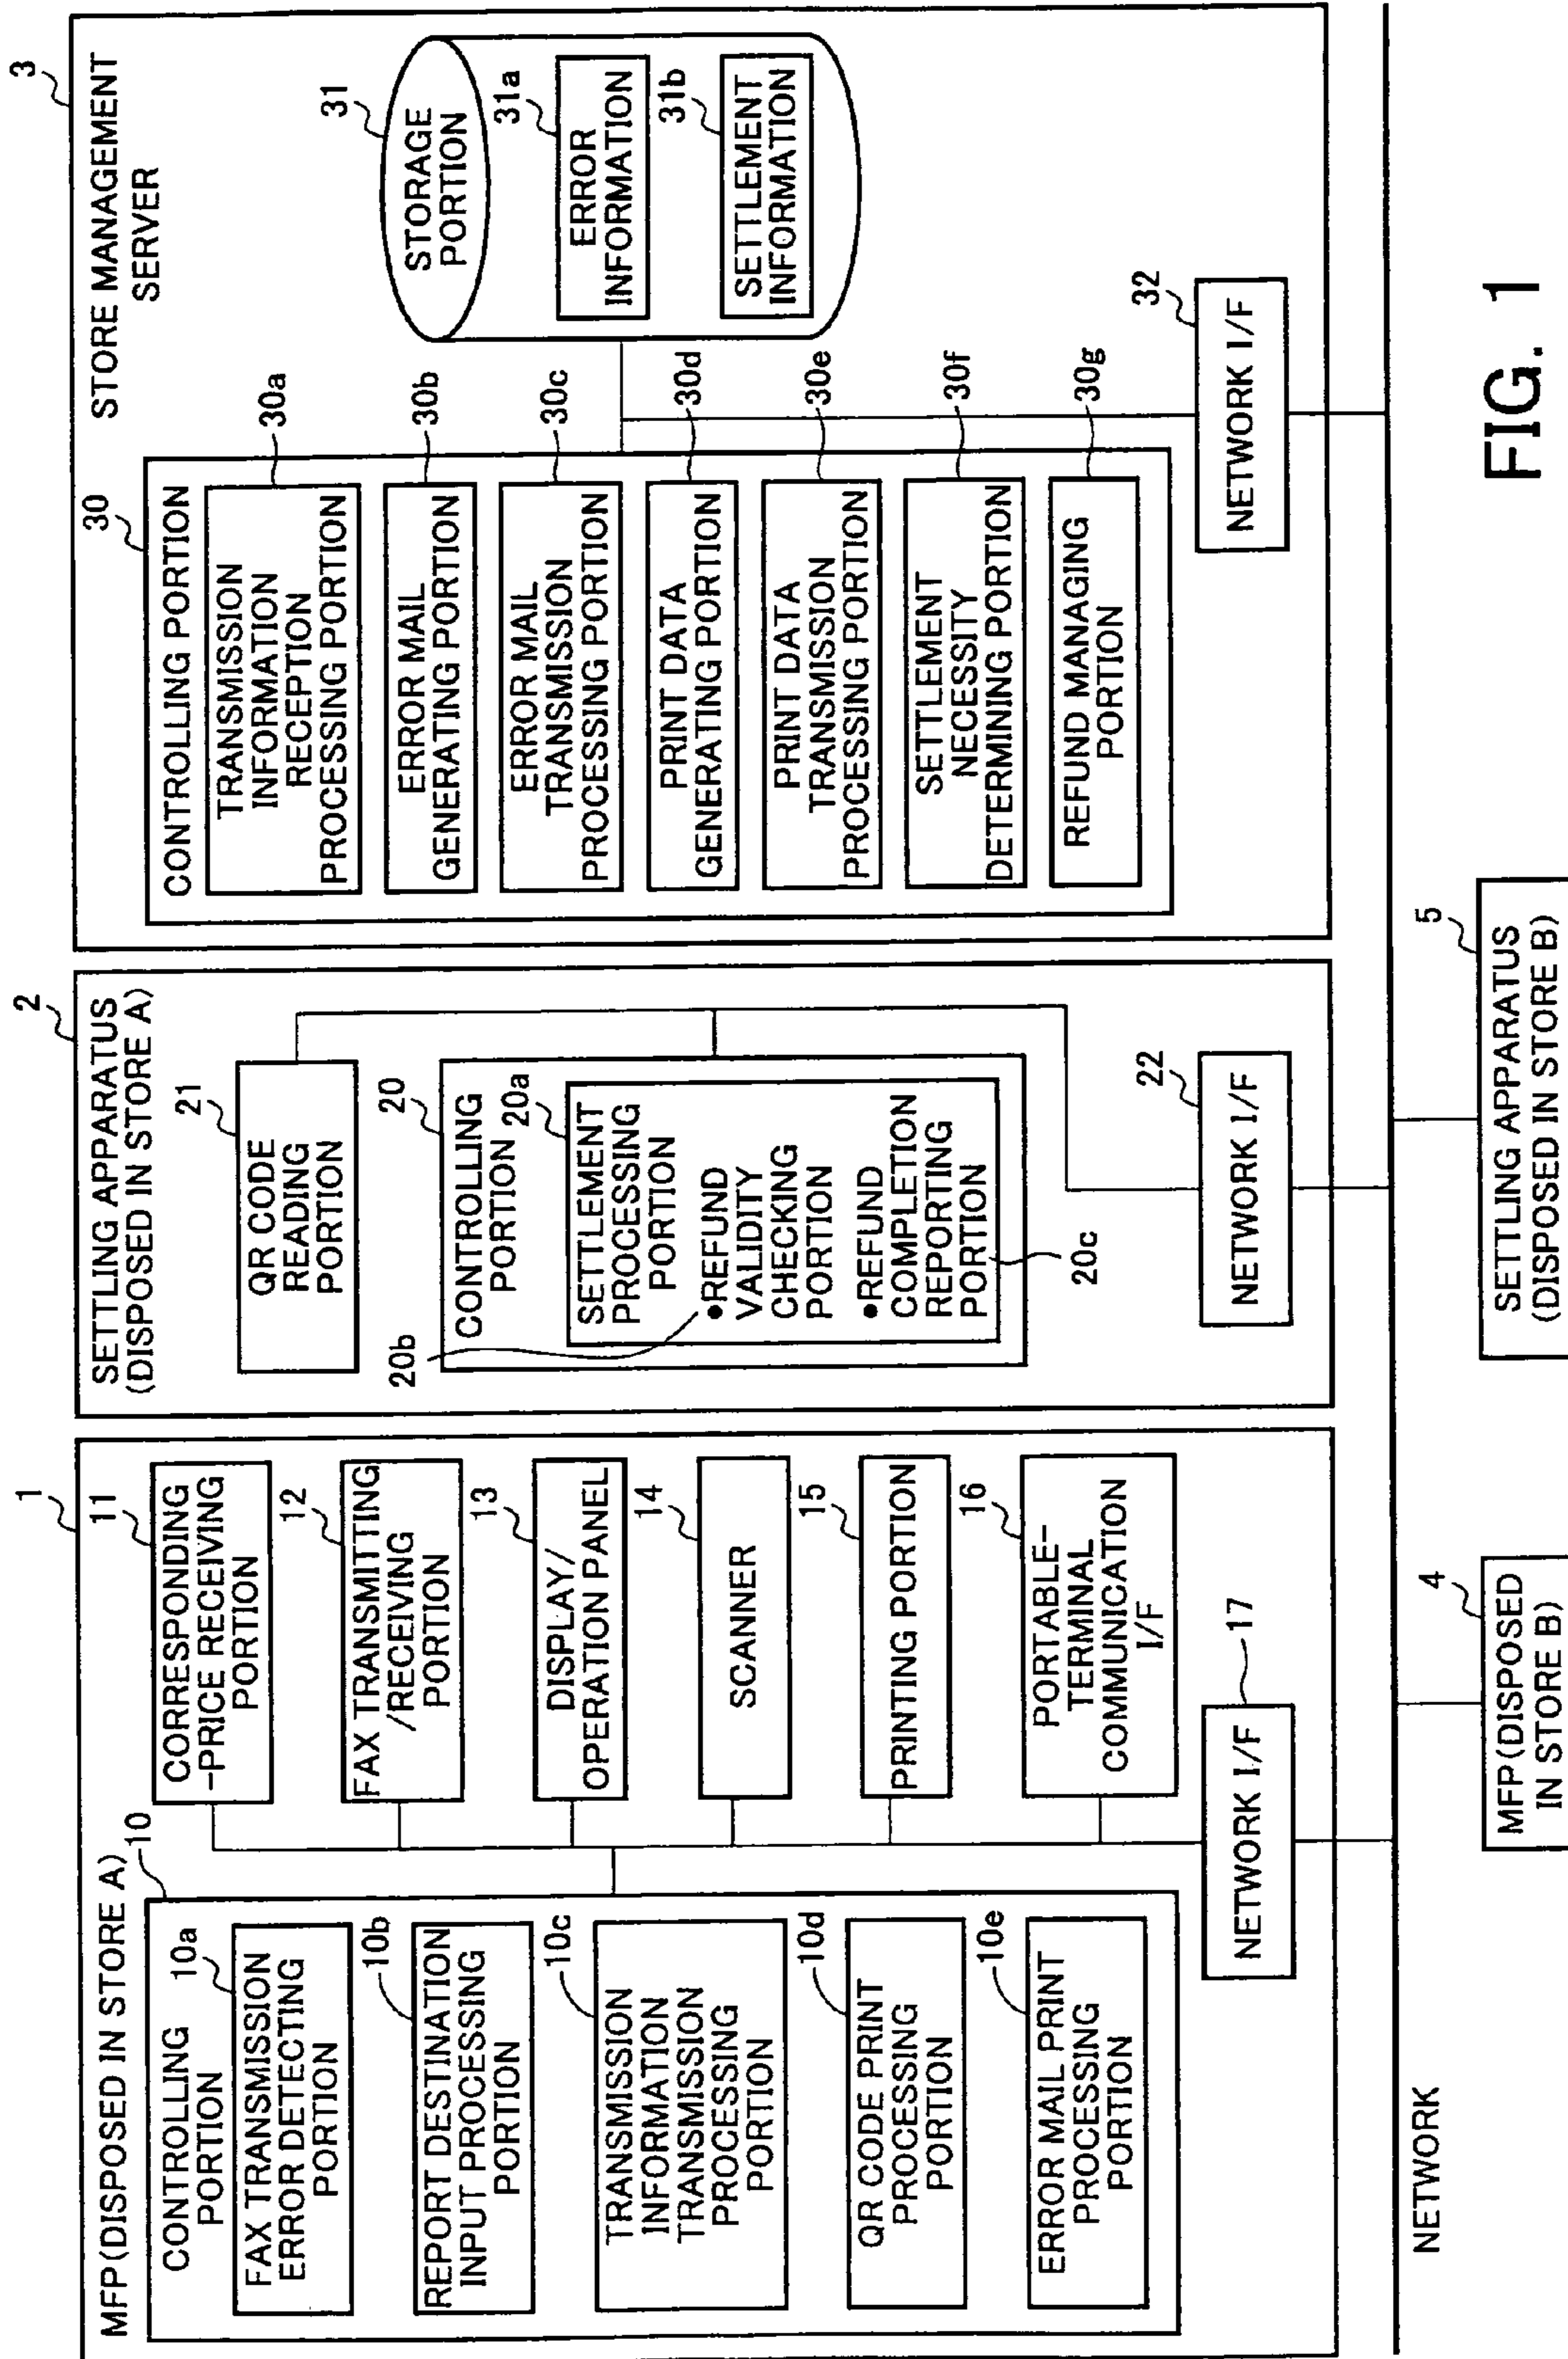 MFP(DISPOSED IN STORE A)
1
CONTROLLING
PORTION
10
10a
FAX TRANSMISSION
ERROR DETECTING
PORTION
10b
REPORT DESTINATION
INPUT PROCESSING
PORTION
10c
TRANSMISSION
INFORMATION
TRANSMISSION
PROCESSING
PORTION
10d
QR CODE PRINT
PROCESSING
PORTION
10e
ERROR MAIL PRINT
PROCESSING
PORTION
11
CORRESPONDING
-PRICE RECEIVING
PORTION
12
FAX TRANSMITTING
/RECEIVING
PORTION
13
DISPLAY/
OPERATION PANEL
14
SCANNER
15
PRINTING PORTION
16
PORTABLE-
TERMINAL
COMMUNICATION
I/F
17
NETWORK I/F
2
SETTLING APPARATUS
(DISPOSED IN STORE A)
21
QR CODE
READING
PORTION
20
CONTROLLING
PORTION
20a
SETTLEMENT
PROCESSING
PORTION
20b
●REFUND
VALIDITY
CHECKING
PORTION
●REFUND
COMPLETION
REPORTING
PORTION
20c
22
NETWORK I/F
3
STORE MANAGEMENT
SERVER
30
CONTROLLING PORTION
30a
TRANSMISSION
INFORMATION
RECEPTION
PROCESSING PORTION
30b
ERROR MAIL
GENERATING PORTION
30c
ERROR MAIL
TRANSMISSION
PROCESSING PORTION
30d
PRINT DATA
GENERATING PORTION
30e
PRINT DATA
TRANSMISSION
PROCESSING PORTION
30f
SETTLEMENT
NECESSITY
DETERMINING PORTION
30g
REFUND MANAGING
PORTION
31
STORAGE
PORTION
31a
ERROR
INFORMATION
31b
SETTLEMENT
INFORMATION
32
NETWORK I/F
NETWORK
4
MFP(DISPOSED
IN STORE B)
5
SETTLING APPARATUS
(DISPOSED IN STORE B)
FIG. 1